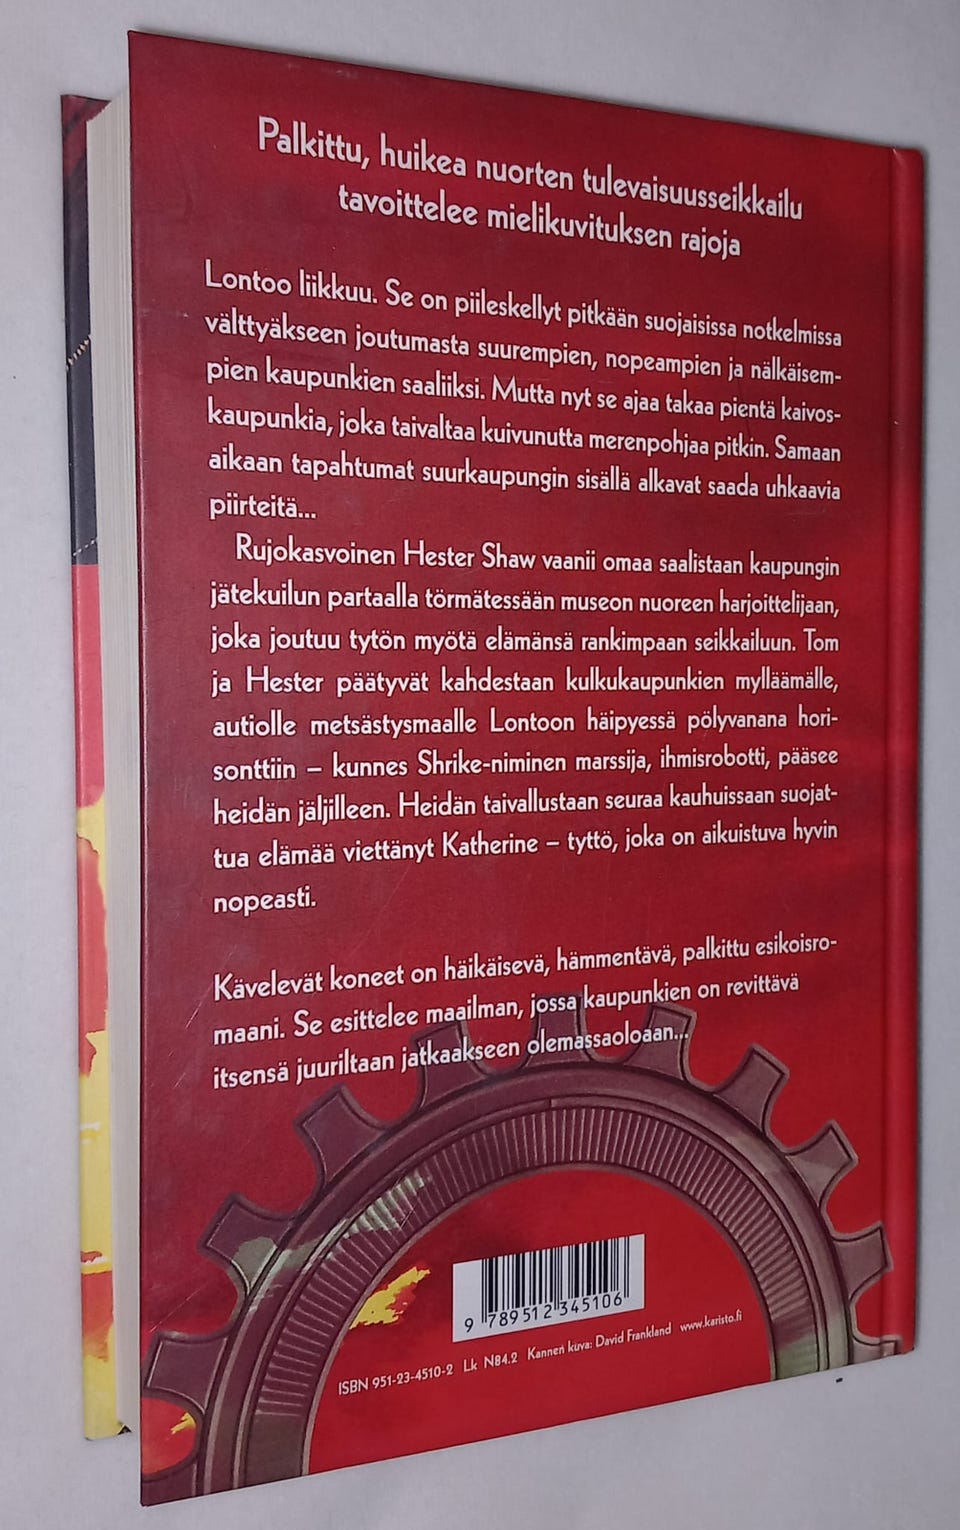 Palkittu, huikea nuorten tulevaisuusseikkailu
tavoittelee mielikuvituksen rajoja
Lontoo liikkuu. Se on piileskellyt pitkään suojaisissa notkelmissa
välttyäkseen joutumasta suurempien, nopeampien ja nälkäisem-
pien kaupunkien saaliiksi. Mutta nyt se ajaa takaa pientä kaivos-
kaupunkia, joka taivaltaa kuivunutta merenpohjaa pitkin. Samaan
aikaan tapahtumat suurkaupungin sisällä alkavat saada uhkaavia
piirteitä...
Rujokasvoinen Hester Shaw vaanii omaa saalistaan kaupungin
jätekuilun partaalla törmätessään museon nuoreen harjoittelijaan,
joka joutuu tytön myötä elämänsä rankimpaan seikkailuun. Tom
ja Hester päätyvät kahdestaan kulkukaupunkien mylläämälle,
autiolle metsästysmaalle Lontoon häipyessä pölyvanana hori-
sonttiin – kunnes Shrike-niminen marssija, ihmisrobotti, pääsee
heidän jäljilleen. Heidän taivallustaan seuraa kauhuissaan suojat-
tua elämää viettänyt Katherine – tyttö, joka on aikuistuva hyvin
nopeasti.
Kävelevät koneet on häikäisevä, hämmentävä, palkittu esikoisro-
maani. Se esittelee maailman, jossa kaupunkien on revittävä
itsensä juuriltaan jatkaakseen olemassaoloaan...
9 789512 345106
ISBN 951-23-4510-2 Lk N84.2 Kannen kuva: David Frankland www.karisto.fi